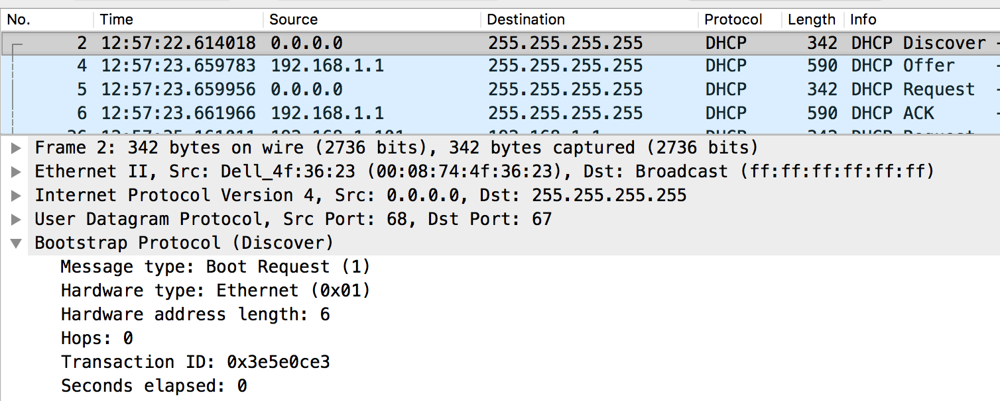 No. Time Source Destination Protocol Length Info
2 12:57:22.614018 0.0.0.0 255.255.255.255 DHCP 342 DHCP Discover -
4 12:57:23.659783 192.168.1.1 255.255.255.255 DHCP 590 DHCP Offer -
5 12:57:23.659956 0.0.0.0 255.255.255.255 DHCP 342 DHCP Request -
6 12:57:23.661966 192.168.1.1 255.255.255.255 DHCP 590 DHCP ACK -
Frame 2: 342 bytes on wire (2736 bits), 342 bytes captured (2736 bits)
Ethernet II, Src: Dell_4f:36:23 (00:08:74:4f:36:23), Dst: Broadcast (ff:ff:ff:ff:ff:ff)
Internet Protocol Version 4, Src: 0.0.0.0, Dst: 255.255.255.255
User Datagram Protocol, Src Port: 68, Dst Port: 67
Bootstrap Protocol (Discover)
Message type: Boot Request (1)
Hardware type: Ethernet (0x01)
Hardware address length: 6
Hops: 0
Transaction ID: 0x3e5e0ce3
Seconds elapsed: 0